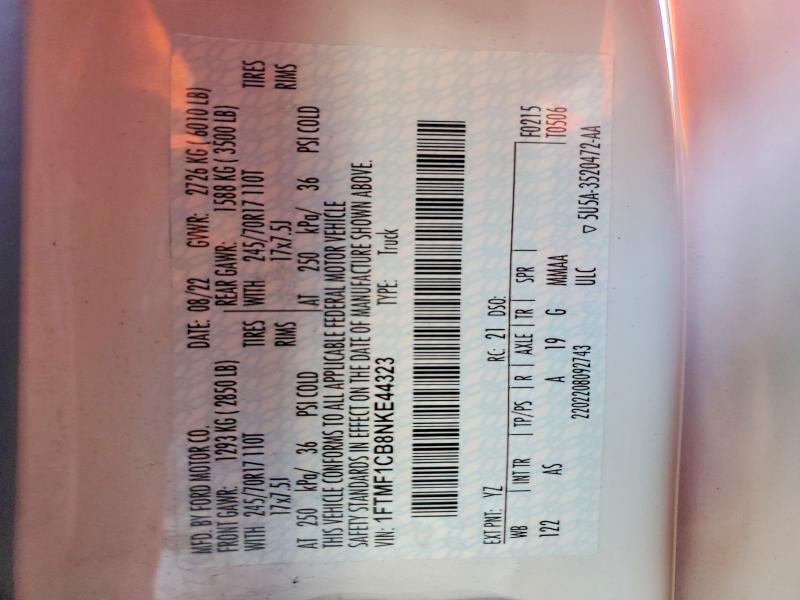 MFD. BY FORD MOTOR CO. DATE: 08/22 GVWR: 2726 KG ( 6010 LB)
FRONT GAWR: 1293 KG ( 2850 LB) REAR GAWR: 1588 KG ( 3500 LB)
WITH 245/70R17 110T TIRES WITH 245/70R17 110T TIRES
17x7.5J RIMS 17x7.5J RIMS
AT 250 kPa/ 36 PSI COLD AT 250 kPa/ 36 PSI COLD
THIS VEHICLE CONFORMS TO ALL APPLICABLE FEDERAL MOTOR VEHICLE
SAFETY STANDARDS IN EFFECT ON THE DATE OF MANUFACTURE SHOWN ABOVE.
VIN: 1FTMF1CB8NKE44323 TYPE: Truck
EXT PNT: YZ RC: 21 DSO:
WB INT TR TP/PS R AXLE TR SPR F0215
122 AS A 19 G MMAA T0506
2202208092743 ULC
▽ 5U5A-3520472-AA